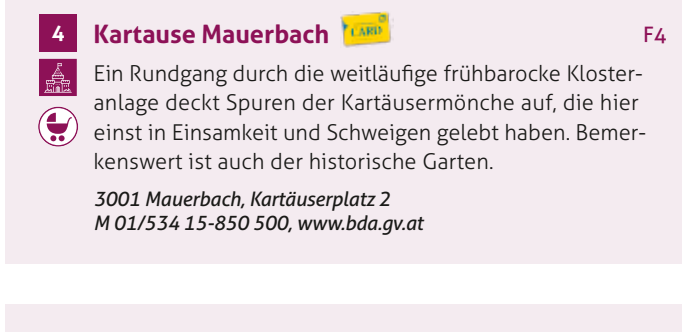 4 Kartause Mauerbach CARD F4
Ein Rundgang durch die weitläufige frühbarocke Kloster-
anlage deckt Spuren der Kartäusermönche auf, die hier
einst in Einsamkeit und Schweigen gelebt haben. Bemer-
kenswert ist auch der historische Garten.
3001 Mauerbach, Kartäuserplatz 2
M 01/534 15-850 500, www.bda.gv.at